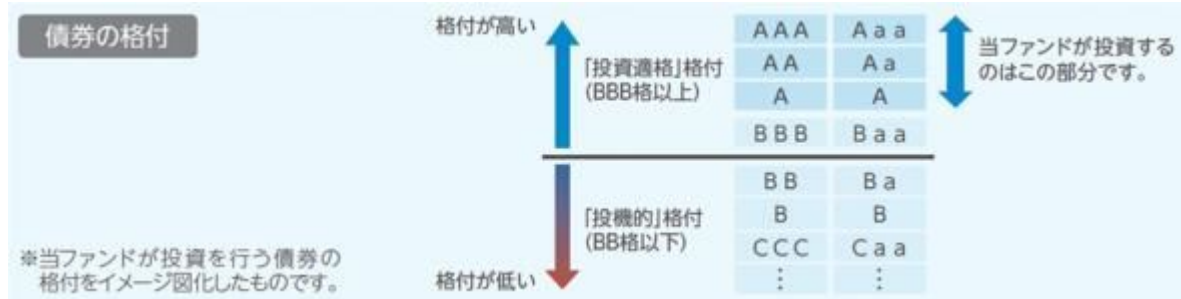 債券の格付
格付が高い
「投資適格」格付
(BBB格以上)
AAA Aaa
AA Aa
A A
BBB Baa
当ファンドが投資する
のはこの部分です。
「投機的」格付
(BB格以下)
BB Ba
B B
CCC Caa
⋮ ⋮
格付が低い
※当ファンドが投資を行う債券の
格付をイメージ図化したものです。